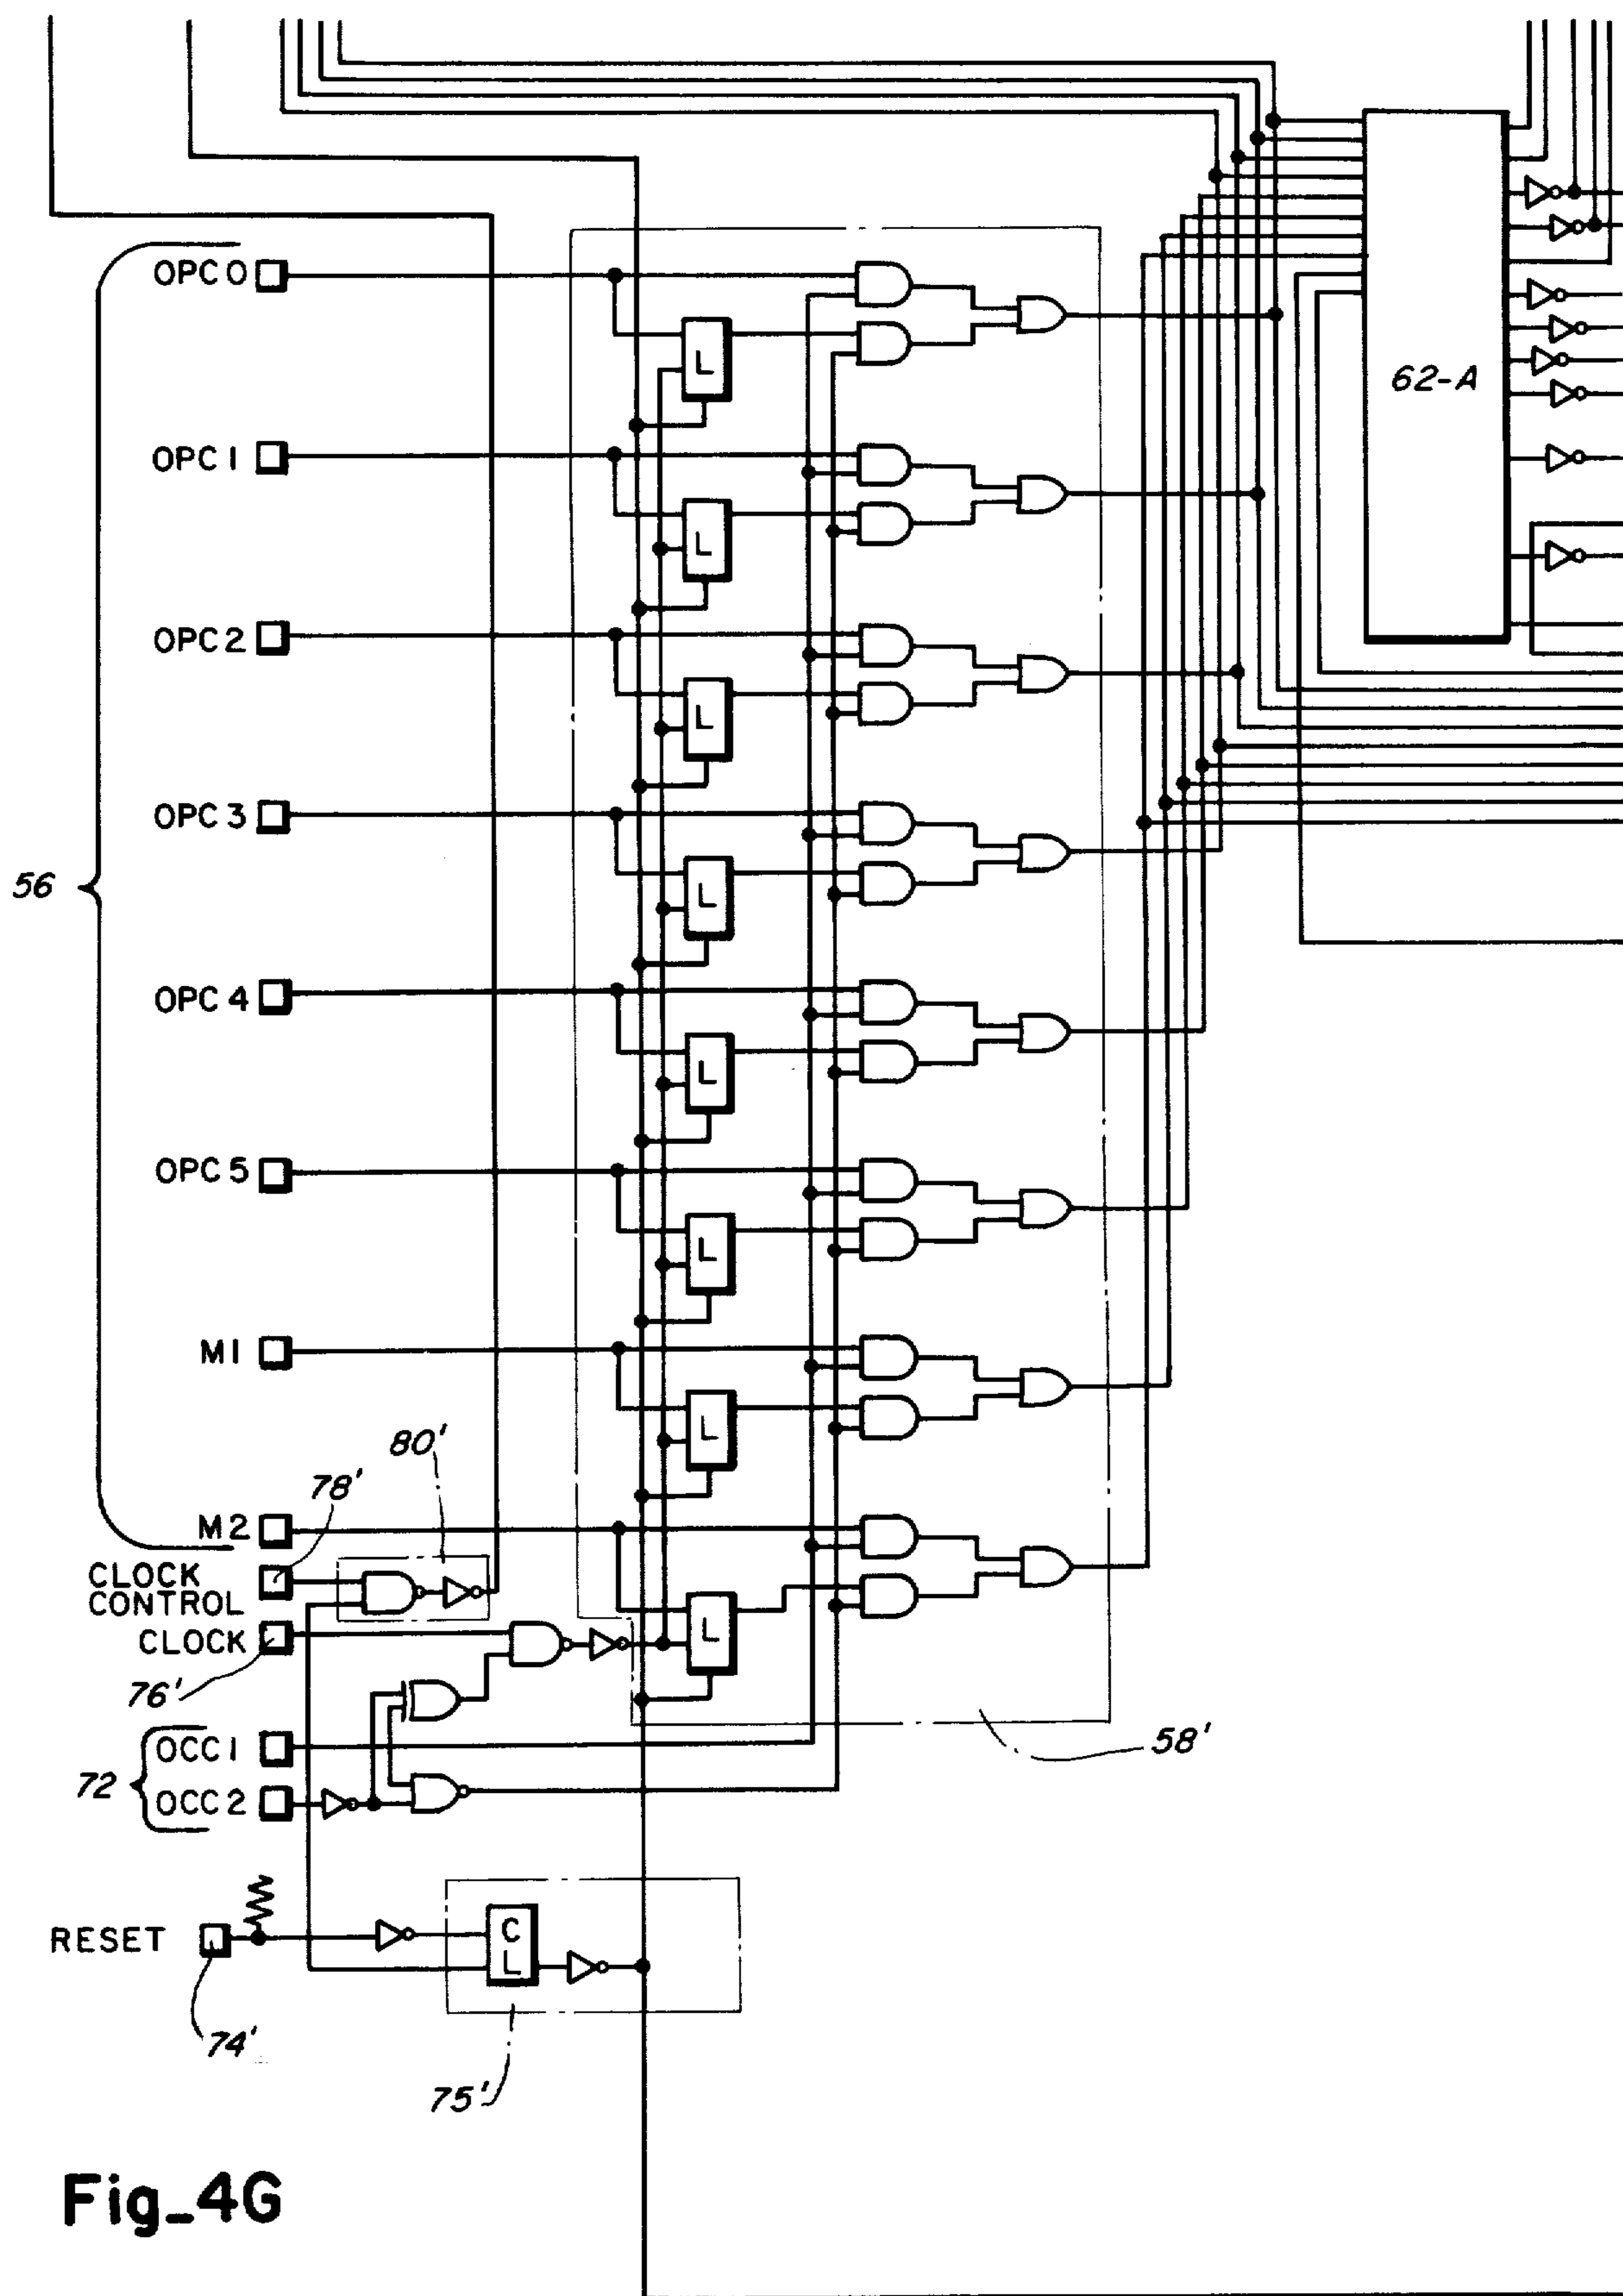 OPC 0
L
62-A
OPC 1
L
OPC 2
L
OPC 3
L
56
OPC 4
L
OPC 5
L
M1
L
80'
78'
M2
CLOCK
CONTROL
CLOCK
L
76'
58'
OCC 1
72
OCC 2
RESET
C
L
74'
75'
Fig_4G